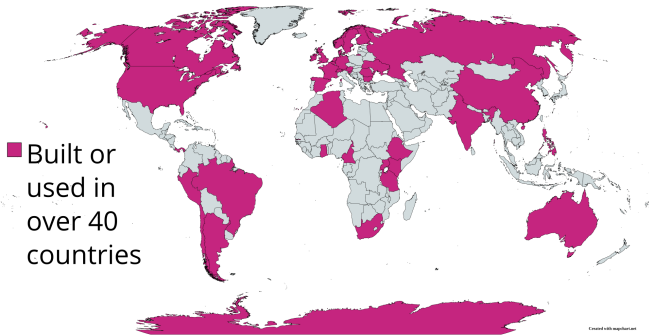 Built or
used in
over 40
countries
Created with mapchart.net